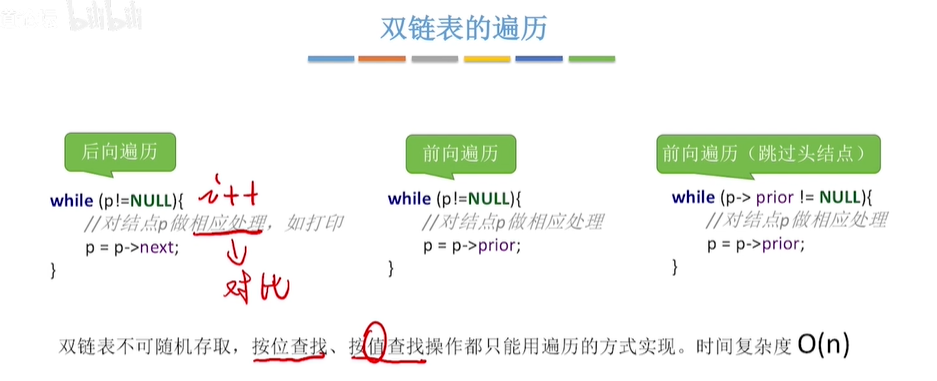 bilibili
双链表的遍历
后向遍历
while (p!=NULL){
//对结点p做相应处理，如打印
p = p->next;
}
i++
对比
前向遍历
while (p!=NULL){
//对结点p做相应处理
p = p->prior;
}
前向遍历（跳过头结点）
while (p-> prior != NULL){
//对结点p做相应处理
p = p->prior;
}
双链表不可随机存取，按位查找、按值查找操作都只能用遍历的方式实现。时间复杂度 O(n)